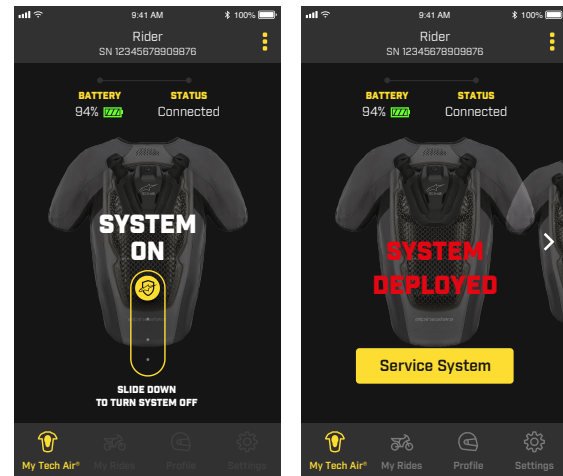 9:41 AM
100%
Rider
SN 12345678909876
BATTERY
STATUS
94%
Connected
SYSTEM
ON
SLIDE DOWN
TO TURN SYSTEM OFF
My Tech Air®
My Rides
Profile
Settings
9:41 AM
100%
Rider
SN 12345678909876
BATTERY
STATUS
94%
Connected
SYSTEM
DEPLOYED
Service System
My Tech Air®
My Rides
Profile
Settings